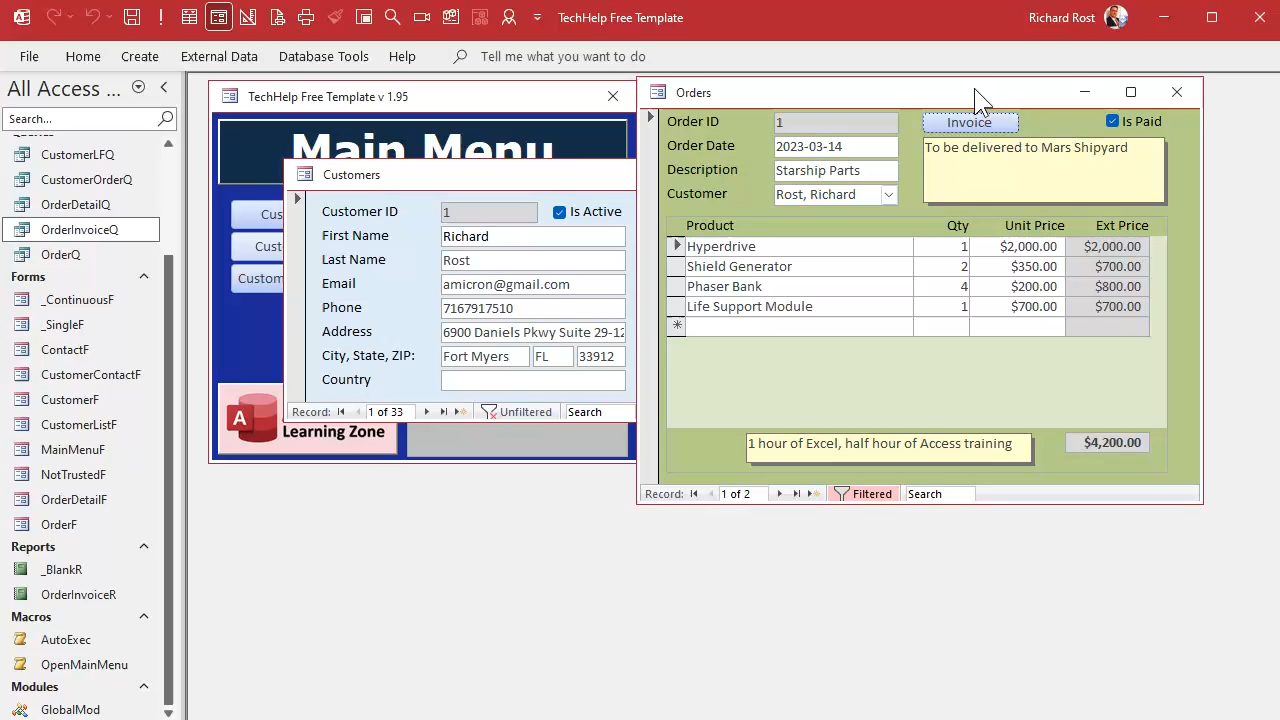 TechHelp Free Template
Richard Rost
File Home Create External Data Database Tools Help Tell me what you want to do
All Access ...
Search...
CustomerLFQ
CustomerOrderQ
OrderDetailQ
OrderInvoiceQ
OrderQ
Forms
_ContinuousF
_SingleF
ContactF
CustomerContactF
CustomerF
CustomerListF
MainMenuF
NotTrustedF
OrderDetailF
OrderF
Reports
_BlankR
OrderInvoiceR
Macros
AutoExec
OpenMainMenu
Modules
GlobalMod
TechHelp Free Template v 1.95
Main Menu
Cus
Cust
Custom
A
Learning Zone
Customers
Customer ID 1 Is Active
First Name Richard
Last Name Rost
Email amicron@gmail.com
Phone 7167917510
Address 6900 Daniels Pkwy Suite 29-12
City, State, ZIP: Fort Myers FL 33912
Country
Record: 1 of 33 Unfiltered Search
Orders
Order ID 1 Invoice Is Paid
Order Date 2023-03-14 To be delivered to Mars Shipyard
Description Starship Parts
Customer Rost, Richard
Product Qty Unit Price Ext Price
Hyperdrive 1 $2,000.00 $2,000.00
Shield Generator 2 $350.00 $700.00
Phaser Bank 4 $200.00 $800.00
Life Support Module 1 $700.00 $700.00
1 hour of Excel, half hour of Access training $4,200.00
Record: 1 of 2 Filtered Search